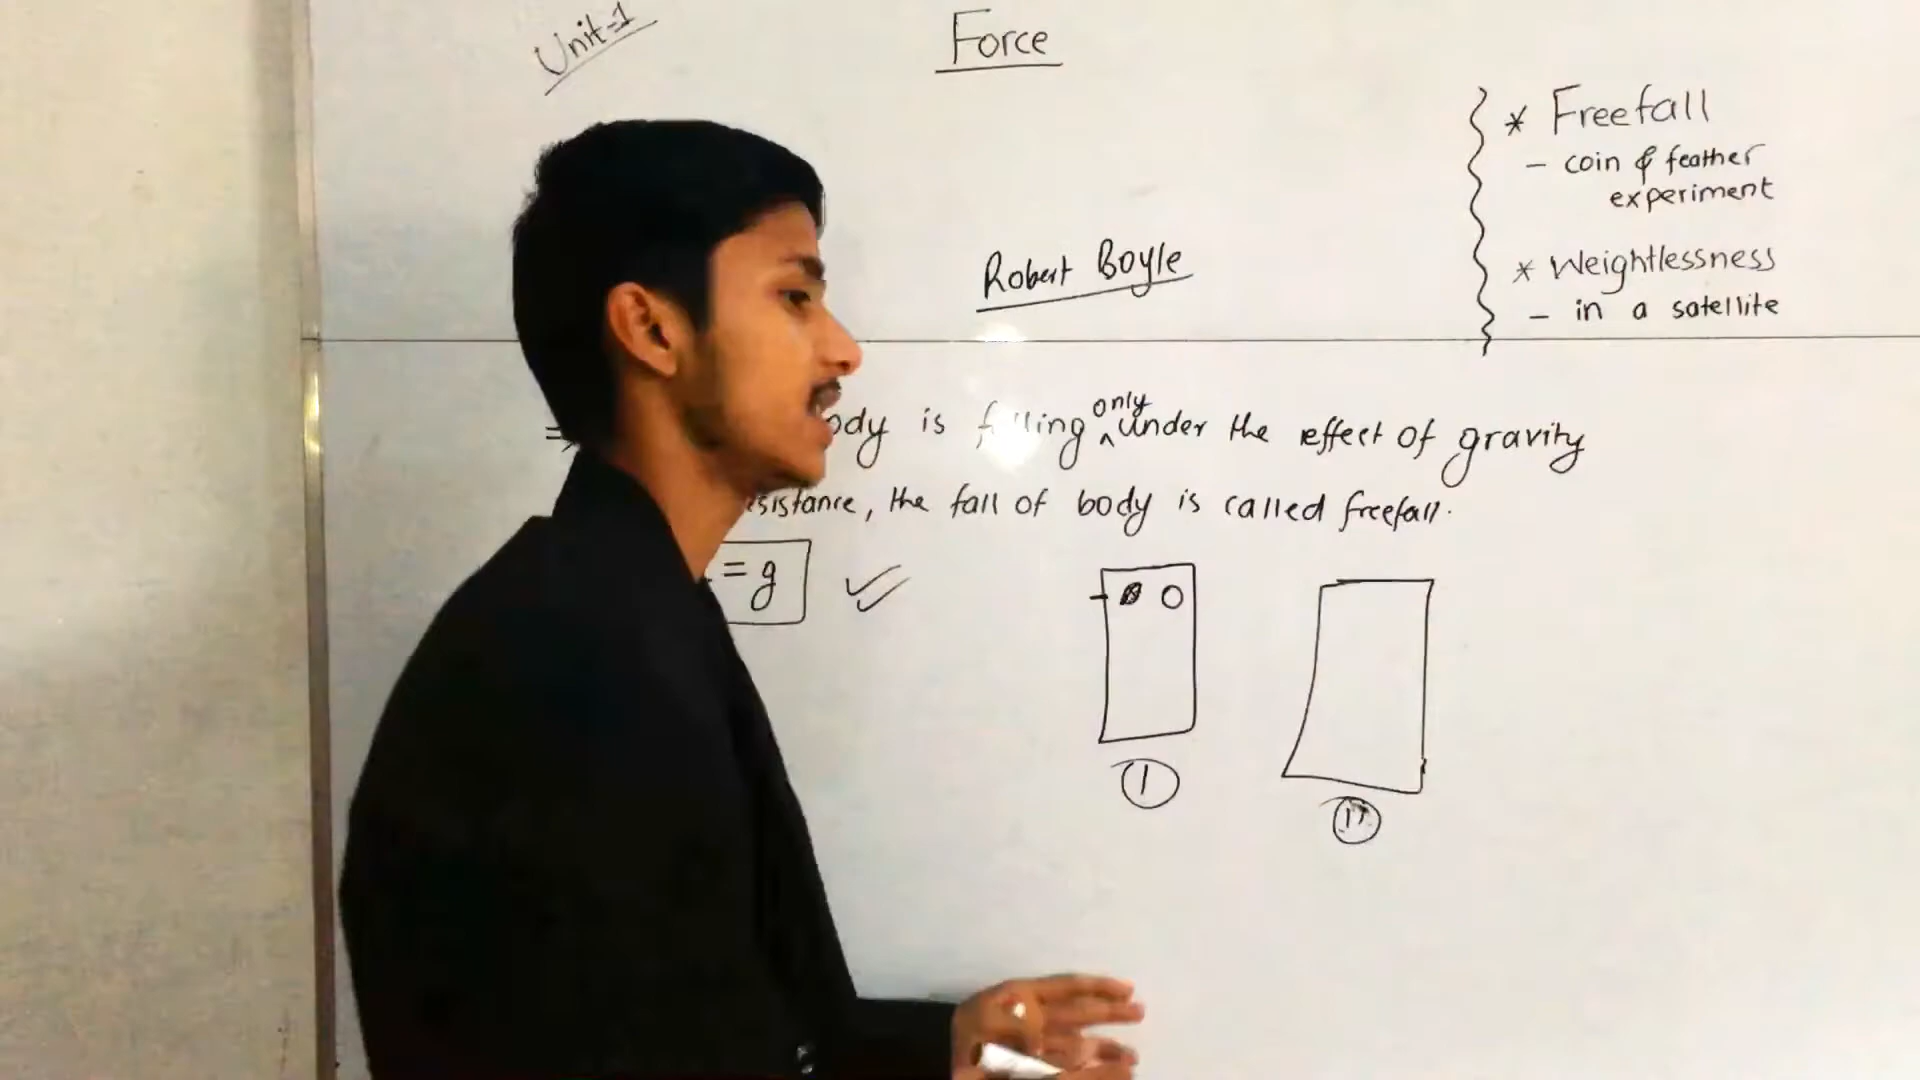 Unit-1
Force
* Freefall
- coin & feather
experiment
* Weightlessness
- in a satellite
Robert Boyle
only
is falling ^ under the effect of gravity
, the fall of body is called freefall.
= g
1